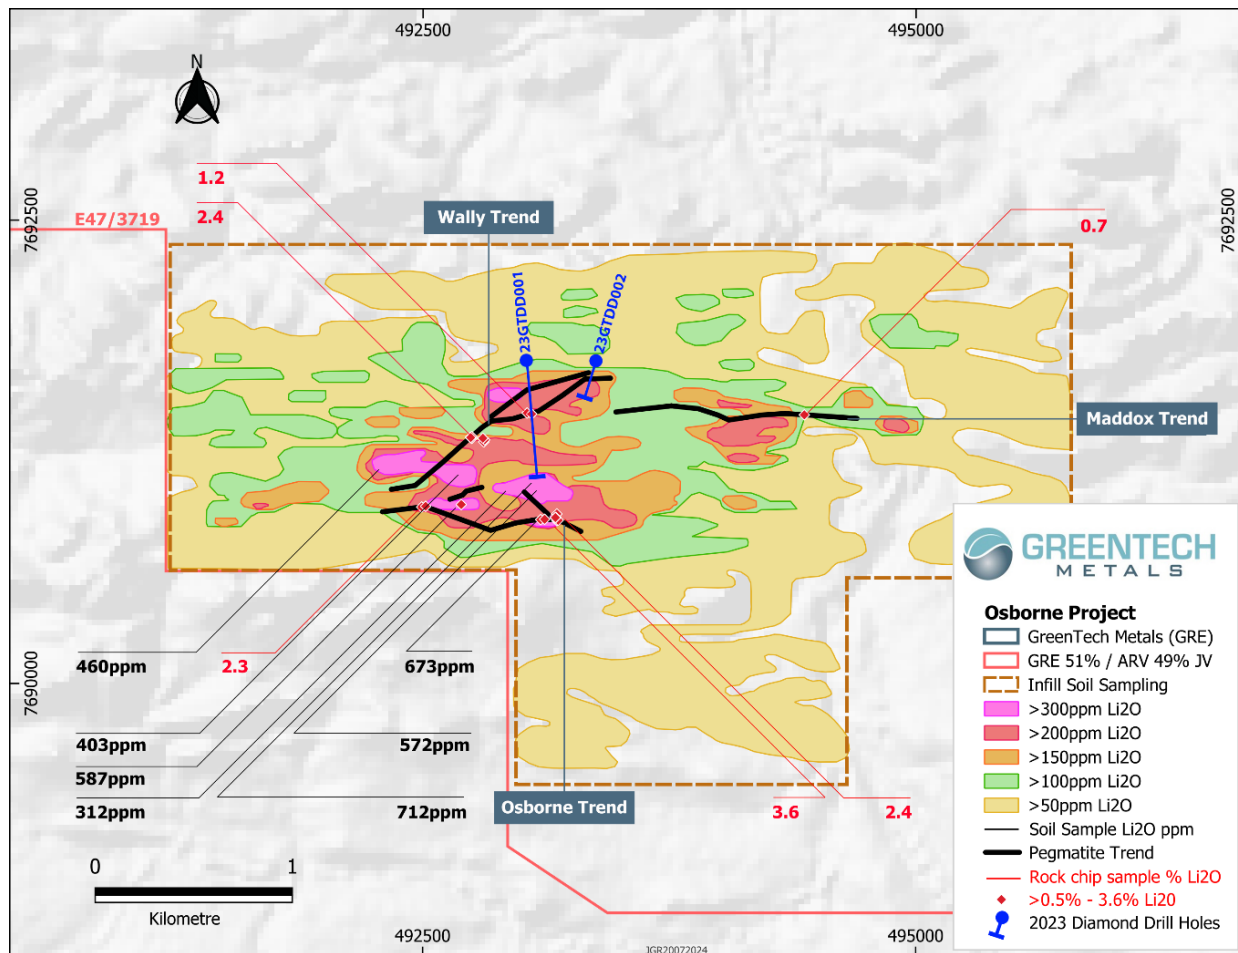 492500
495000
N
1.2
2.4
E47/3719
7692500
7692500
Wally Trend
0.7
23GTDD001
23GTDD002
Maddox Trend
460ppm
2.3
673ppm
7690000
403ppm
572ppm
587ppm
312ppm
712ppm
Osborne Trend
3.6
2.4
0
1
Kilometre
492500
495000
JGR20072024
GREENTECH
METALS
Osborne Project
GreenTech Metals (GRE)
GRE 51% / ARV 49% JV
Infill Soil Sampling
>300ppm Li2O
>200ppm Li2O
>150ppm Li2O
>100ppm Li2O
>50ppm Li2O
Soil Sample Li2O ppm
Pegmatite Trend
Rock chip sample % Li2O
>0.5% - 3.6% Li20
2023 Diamond Drill Holes